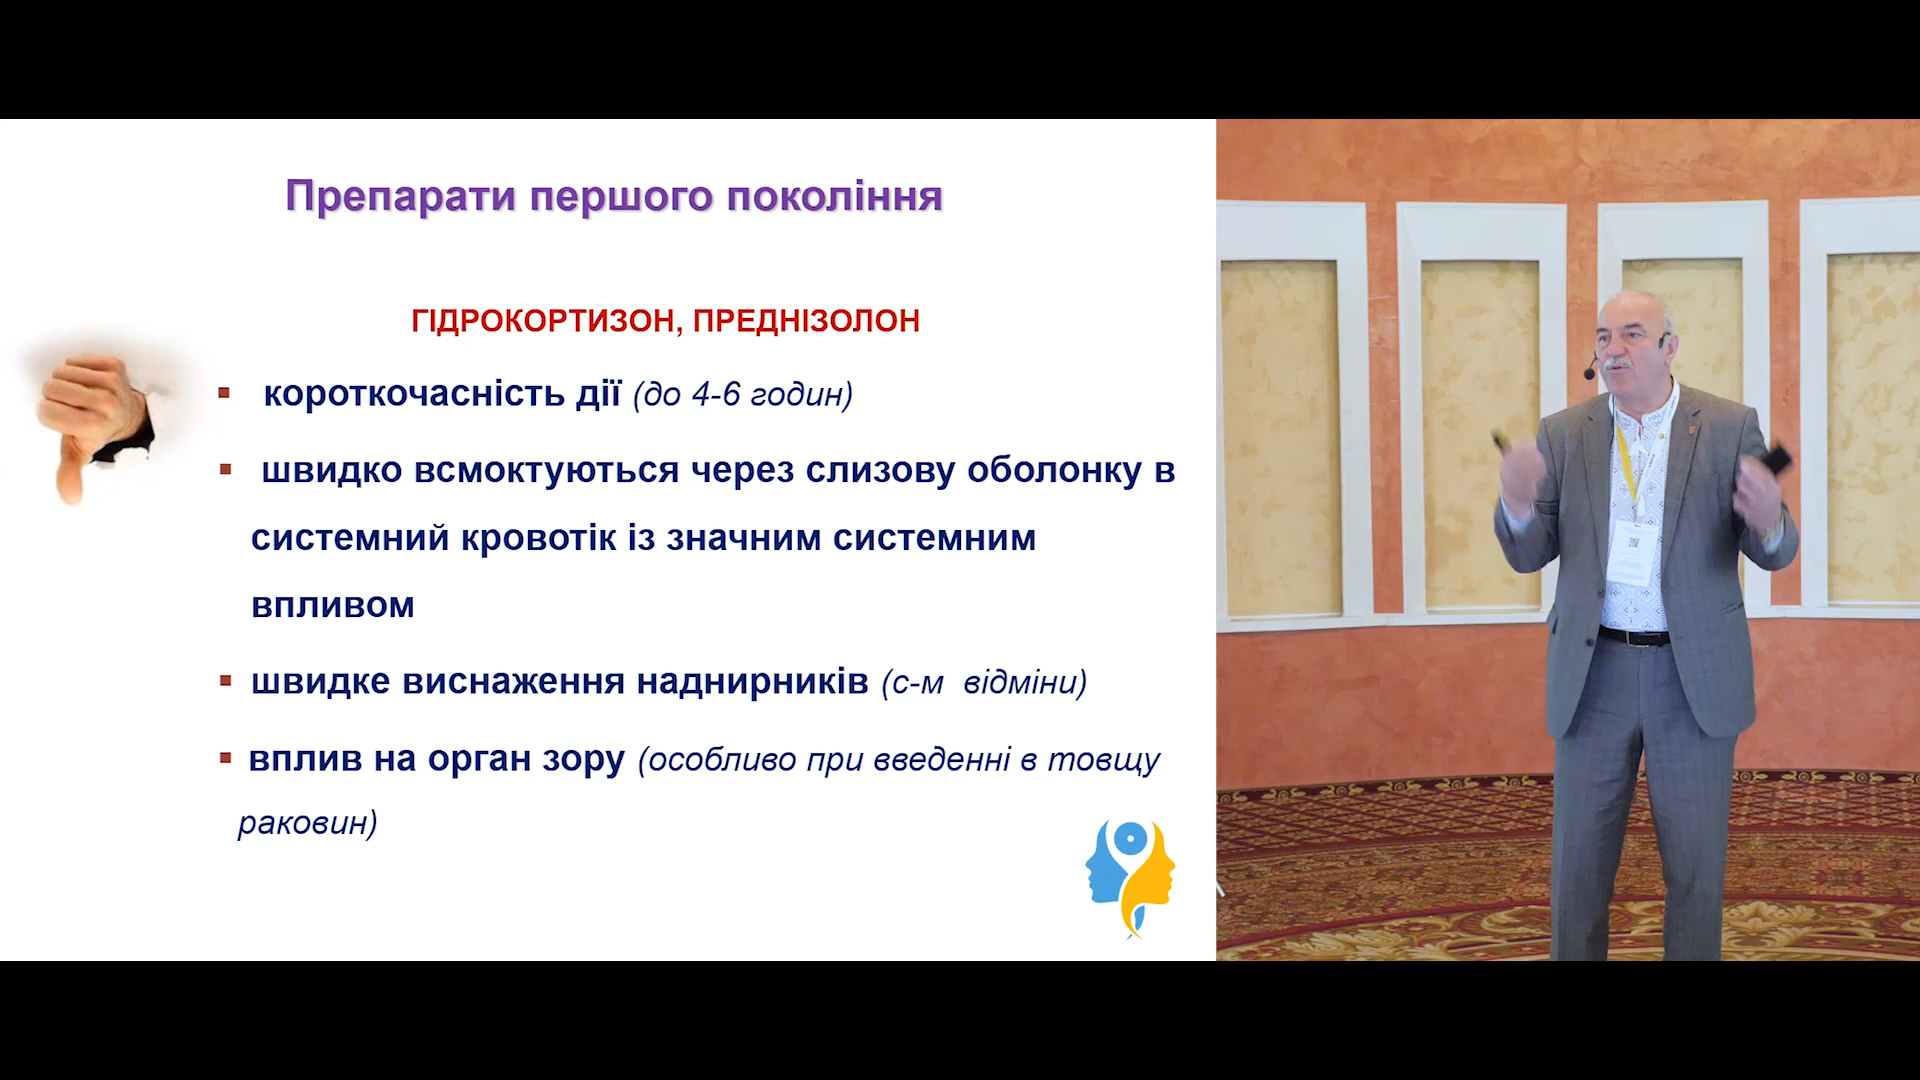 Препарати першого покоління
ГІДРОКОРТИЗОН, ПРЕДНІЗОЛОН
▪ короткочасність дії (до 4-6 годин)
▪ швидко всмоктуються через слизову оболонку в
системний кровотік із значним системним
впливом
▪ швидке виснаження наднирників (с-м відміни)
▪ вплив на орган зору (особливо при введенні в товщу
раковин)